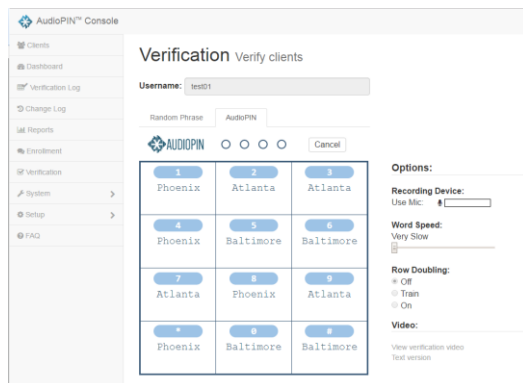 AudioPIN™ Console
Clients
Dashboard
Verification Log
Change Log
Reports
Enrollment
Verification
System
Setup
FAQ
Verification Verify clients
Username: test01
Random Phrase AudioPIN
AUDIOPIN Cancel
1 2 3
Phoenix Atlanta Atlanta
4 5 6
Phoenix Baltimore Baltimore
7 8 9
Atlanta Phoenix Atlanta
* 0 #
Phoenix Baltimore Baltimore
Options:
Recording Device:
Use Mic:
Word Speed:
Very Slow
Row Doubling:
Off
Train
On
Video:
View verification video
Text version